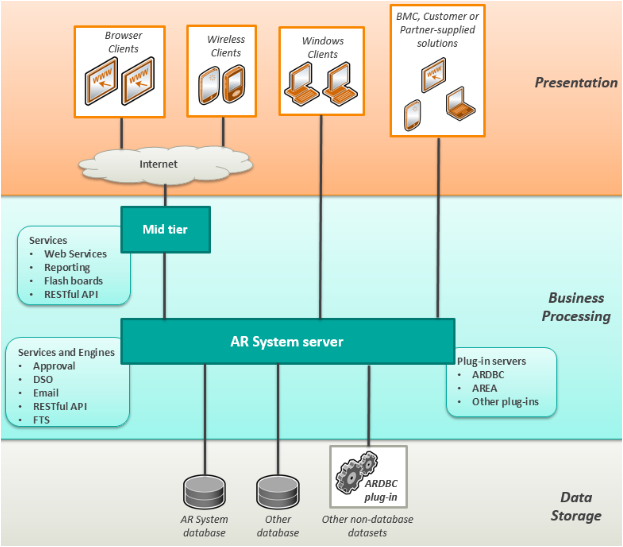 Browser
Clients
WWW
WWW
Wireless
Clients
Windows
Clients
BMC, Customer or
Partner-supplied
solutions
WWW
Presentation
Internet
Mid tier
Services
• Web Services
• Reporting
• Flash boards
• RESTful API
Business
Processing
AR System server
Services and Engines
• Approval
• DSO
• Email
• RESTful API
• FTS
Plug-in servers
• ARDBC
• AREA
• Other plug-ins
ARDBC
plug-in
AR System
database
Other
database
Other non-database
datasets
Data
Storage